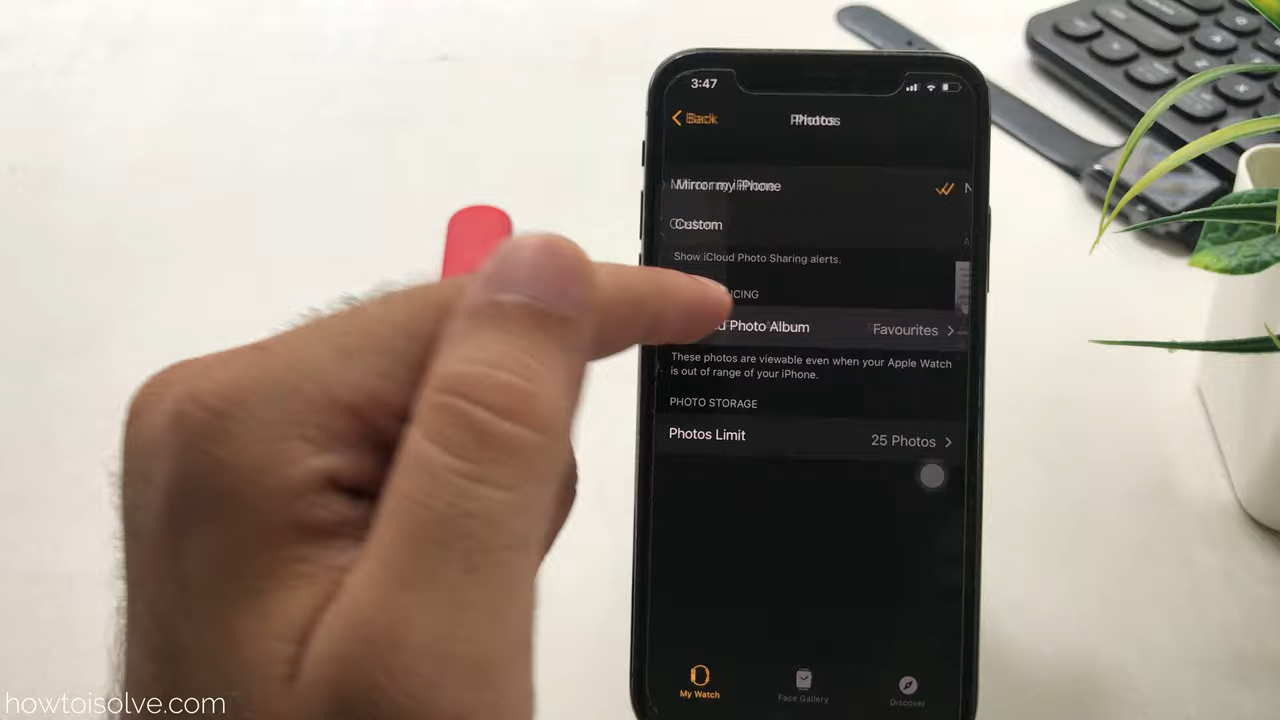 3:47
Back
Photos
Mirror my iPhone
Custom
Show iCloud Photo Sharing alerts.
Photo Album
Favourites
These photos are viewable even when your Apple Watch
is out of range of your iPhone.
PHOTO STORAGE
Photos Limit
25 Photos
My Watch
Face Gallery
Discover
howtoisolve.com